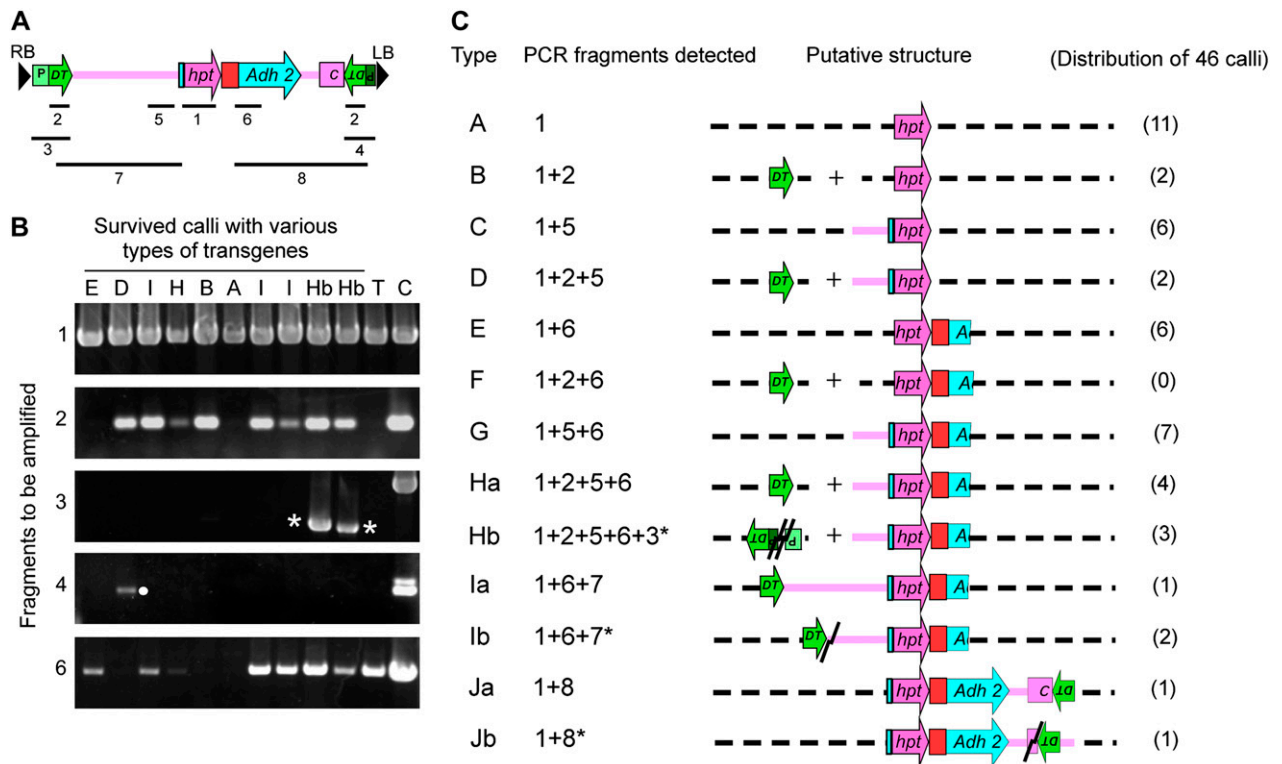 A
RB
LB
P
DT
hpt
Adh 2
C
DT
P
2
5
1
6
2
3
4
7
8
B
Survived calli with various
types of transgenes
E D I H B A I I Hb Hb T C
Fragments to be amplified
1
2
3
* *
4
6
C
Type PCR fragments detected Putative structure (Distribution of 46 calli)
A 1 hpt (11)
B 1+2 DT + hpt (2)
C 1+5 hpt (6)
D 1+2+5 DT + hpt (2)
E 1+6 hpt A (6)
F 1+2+6 DT + hpt A (0)
G 1+5+6 hpt A (7)
Ha 1+2+5+6 DT + hpt A (4)
Hb 1+2+5+6+3* DT P P + hpt A (3)
Ia 1+6+7 DT hpt A (1)
Ib 1+6+7* DT hpt A (2)
Ja 1+8 hpt Adh 2 C DT (1)
Jb 1+8* hpt Adh 2 DT (1)